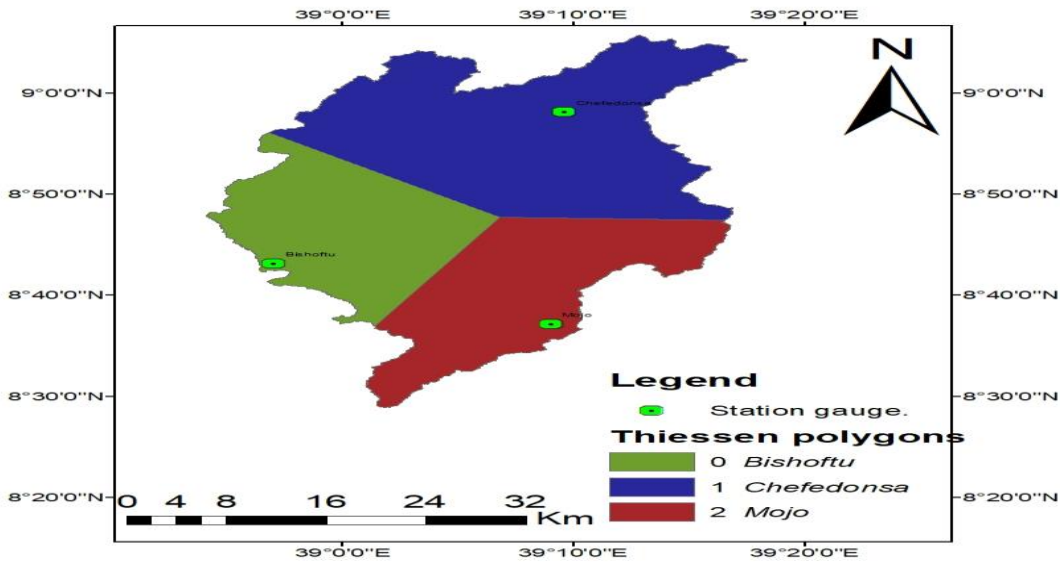 39°0'0"E 39°10'0"E 39°20'0"E
N
9°0'0"N 9°0'0"N
Chefedonsa
8°50'0"N 8°50'0"N
Bishoftu
8°40'0"N 8°40'0"N
Mojo
Legend
8°30'0"N 8°30'0"N
Station gauge.
Thiessen polygons
0 Bishoftu
1 Chefedonsa
8°20'0"N 8°20'0"N
0 4 8 16 24 32
2 Mojo
Km
39°0'0"E 39°10'0"E 39°20'0"E